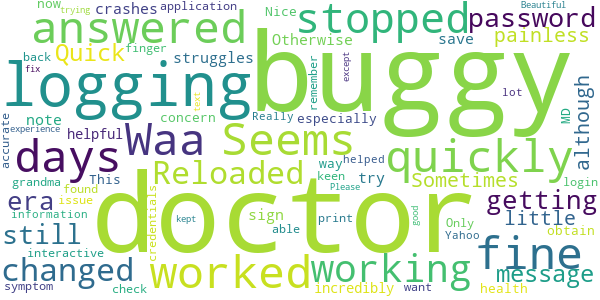 now trying Beautiful
crashes application
answered stopped password
Nice
Quick finger Otherwise save painless
back struggles
fix
logging buggy
remember except lot
text
concern Really especially
note
accurate helpful Waa Seems MD although
experience
days This way helped quickly
grandma Reloaded keen try Sometimes login
found Please
era issue credentials sign kept print good Only little getting
information able Yahoo obtain
still interactive doctor
changed worked working fine message
symptom check incredibly want health